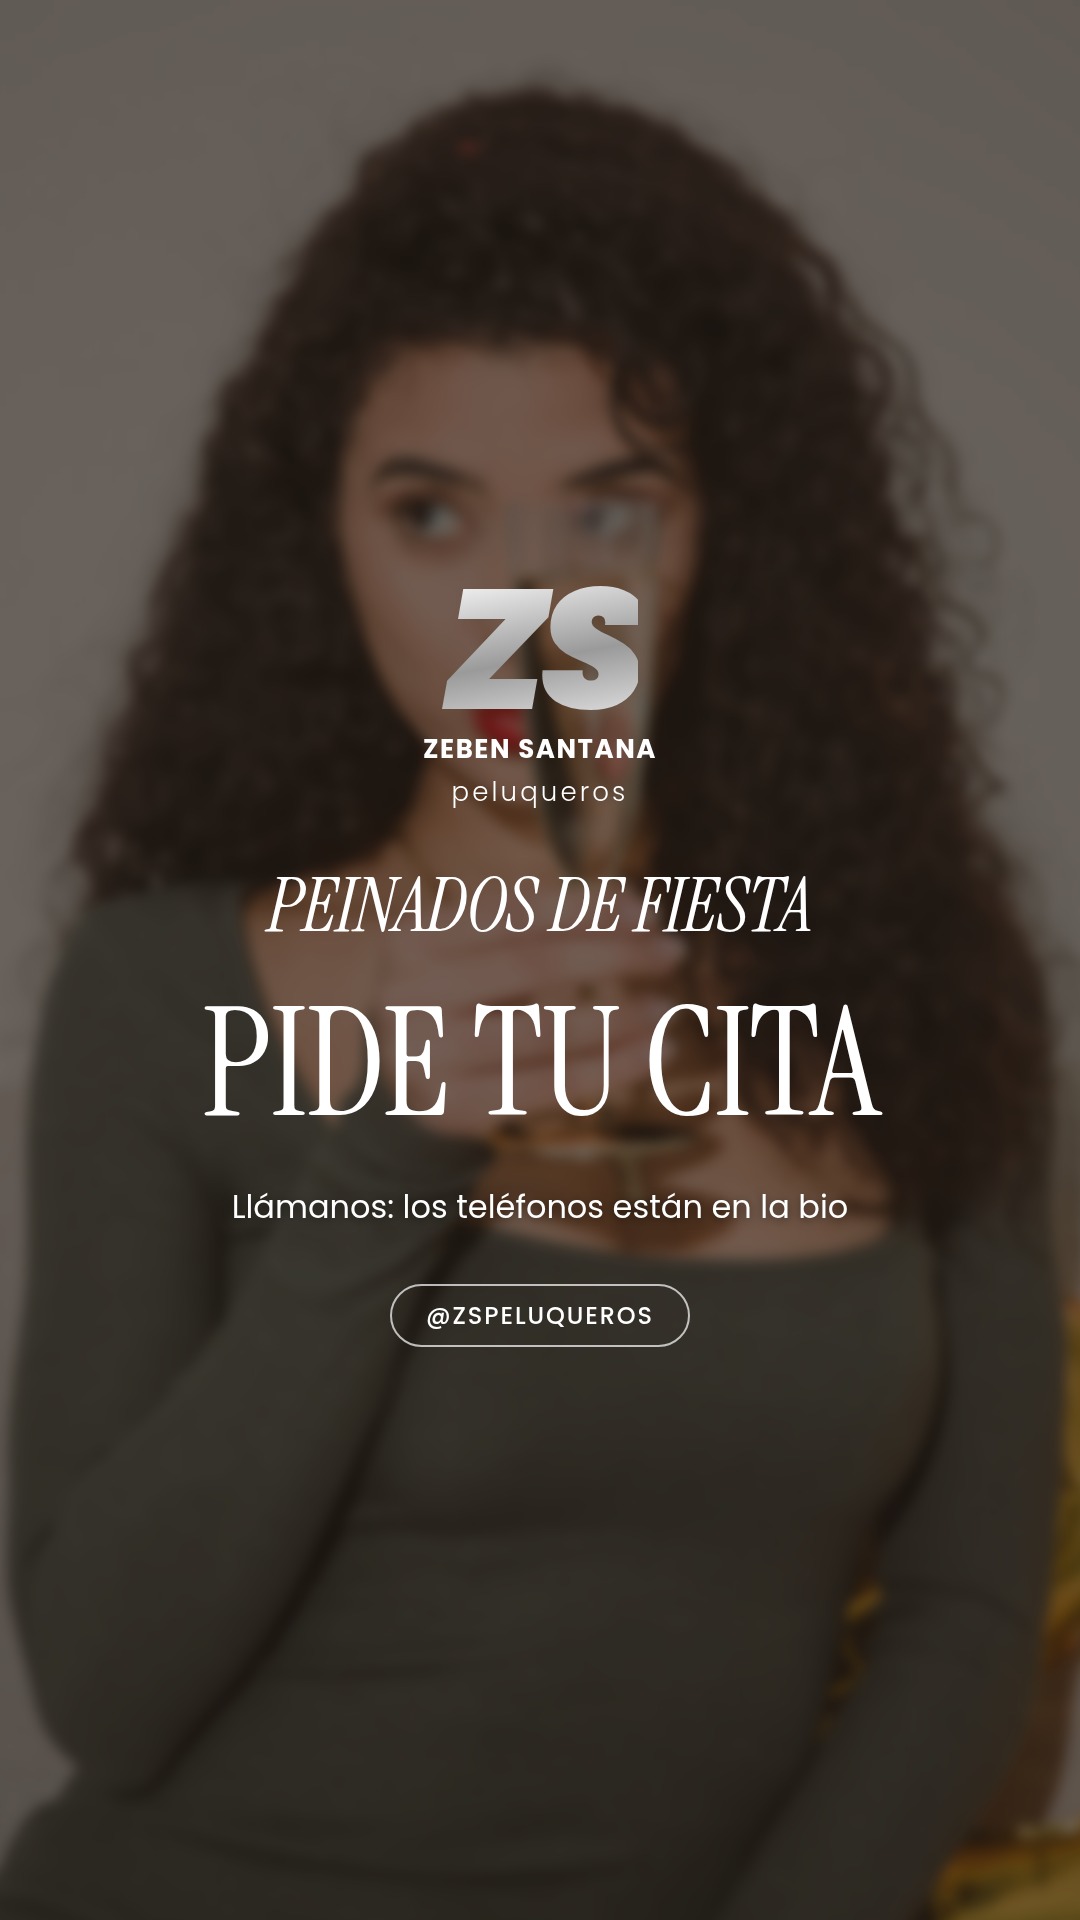 ZS
ZEBEN SANTANA
peluqueros
PEINADOS DE FIESTA
PIDE TU CITA
Llámanos: los teléfonos están en la bio
@ZSPELUQUEROS